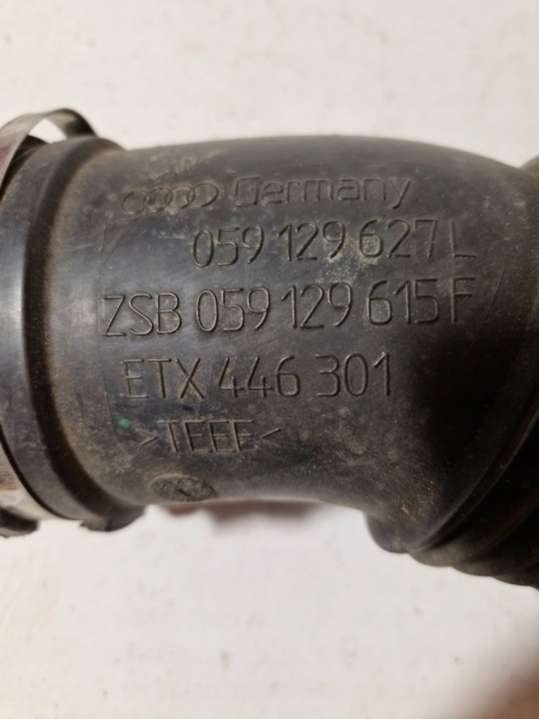 Germany
059 129 627 L
ZSB 059 129 615 F
ETX 446 301
>TEEE<